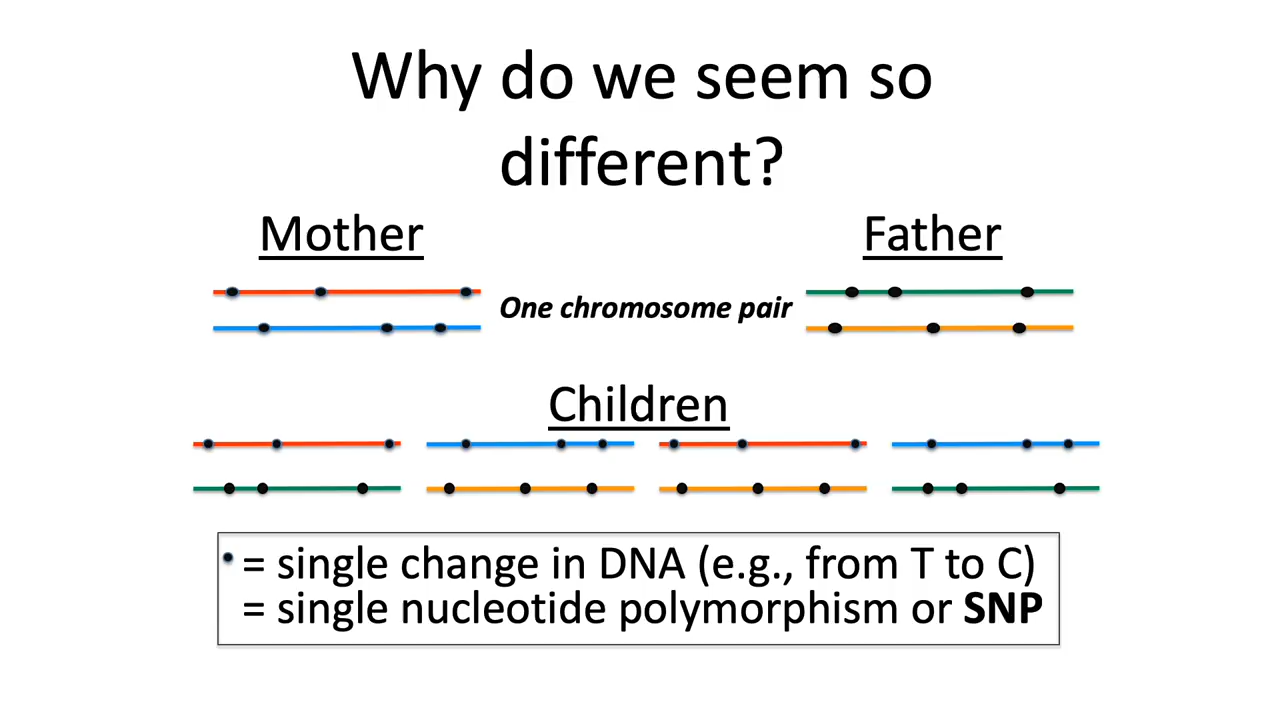 Why do we seem so
different?
Mother
Father
One chromosome pair
Children
= single change in DNA (e.g., from T to C)
= single nucleotide polymorphism or SNP